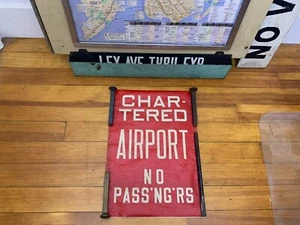 LEX AVE THRU EXP
NO V
CHAR-
TERED
AIRPORT
NO
PASS'NG'RS